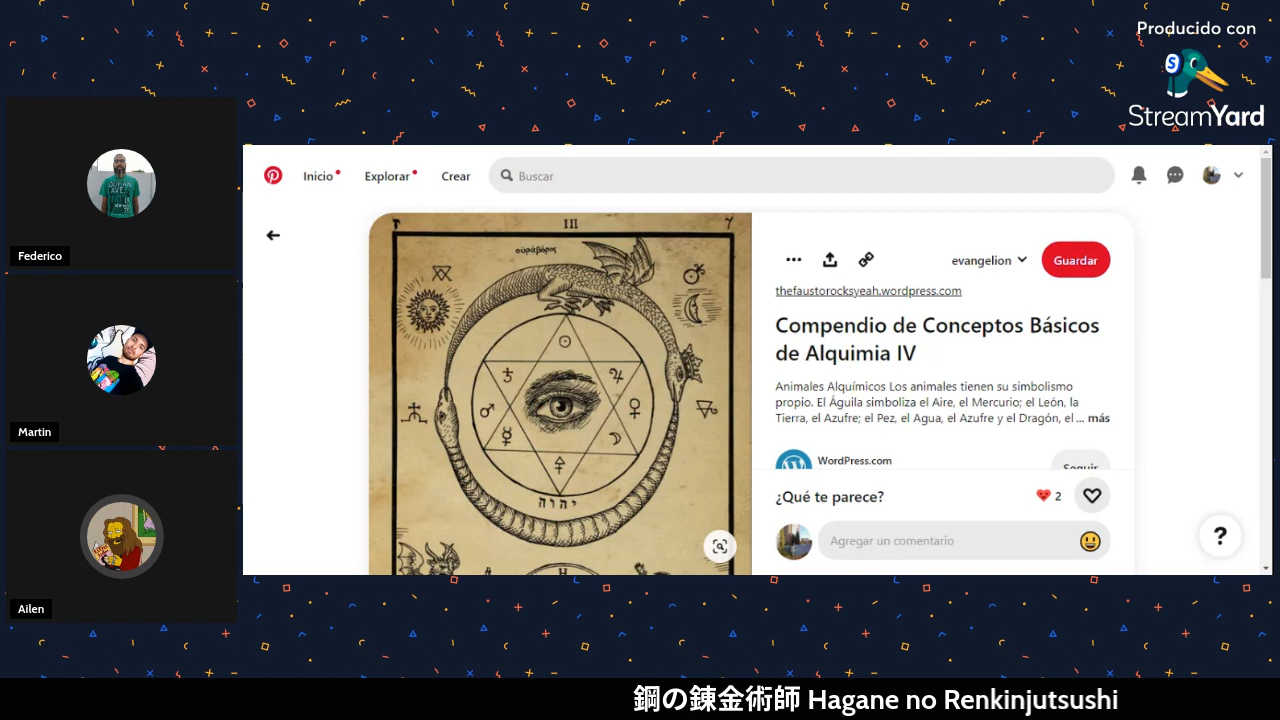 Producido con
StreamYard
Federico
Martin
Ailen
Inicio
Explorar
Crear
Buscar
III
οὐροβόρος
יהוה
evangelion
Guardar
thefaustorocksyeah.wordpress.com
Compendio de Conceptos Básicos
de Alquimia IV
Animales Alquímicos Los animales tienen su simbolismo
propio. El Águila simboliza el Aire, el Mercurio; el León, la
Tierra, el Azufre; el Pez, el Agua, el Azufre y el Dragón, el ... más
WordPress.com
Seguir
¿Qué te parece?
2
Agregar un comentario
?
鋼の錬金術師 Hagane no Renkinjutsushi